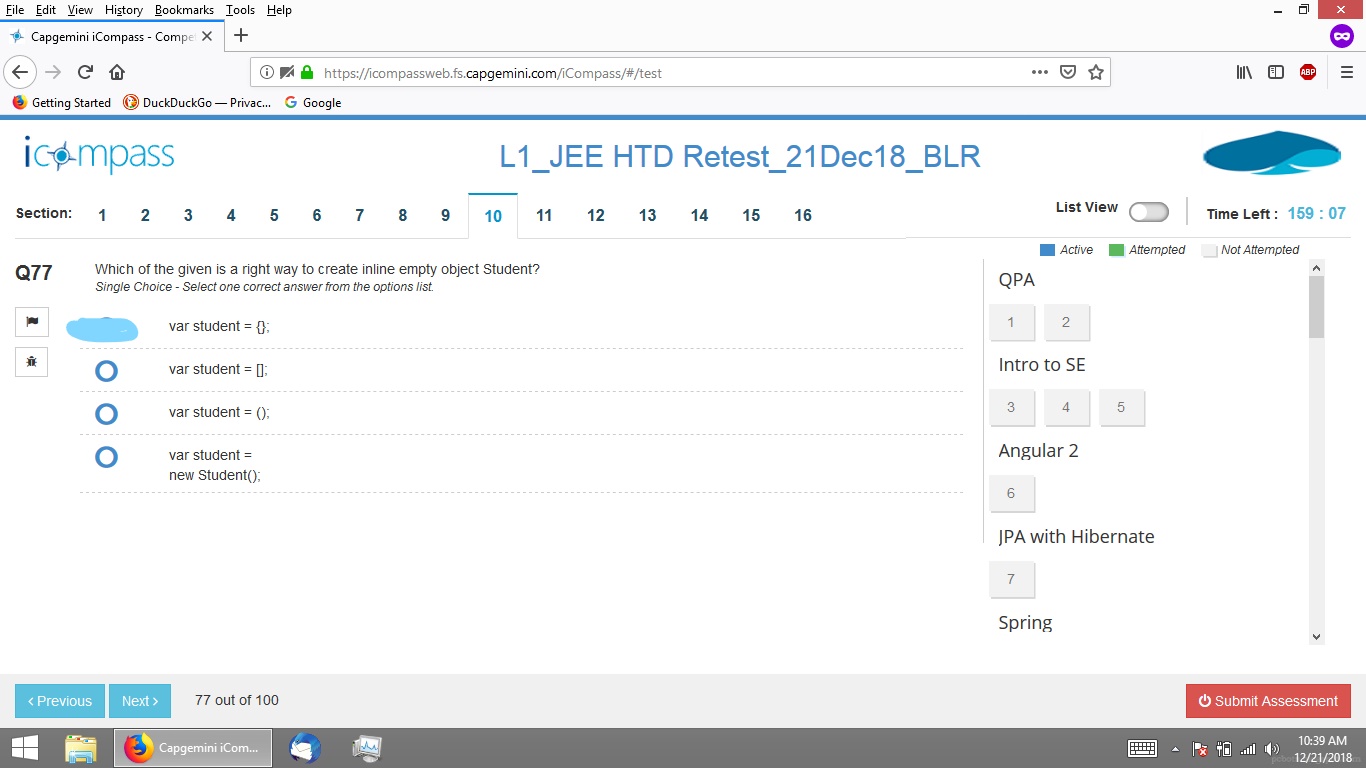 File Edit View History Bookmarks Tools Help
Capgemini iCompass - Compe
https://icompassweb.fs.capgemini.com/iCompass/#/test
ABP
Getting Started DuckDuckGo — Privac... Google
icompass
L1_JEE HTD Retest_21Dec18_BLR
Section: 1 2 3 4 5 6 7 8 9 10 11 12 13 14 15 16
List View
Time Left : 159 : 07
Active Attempted Not Attempted
Q77
Which of the given is a right way to create inline empty object Student?
Single Choice - Select one correct answer from the options list.
var student = {};
var student = [];
var student = ();
var student =
new Student();
QPA
1 2
Intro to SE
3 4 5
Angular 2
6
JPA with Hibernate
7
Spring
Previous Next 77 out of 100
Submit Assessment
Capgemini iCom...
10:39 AM
12/21/2018